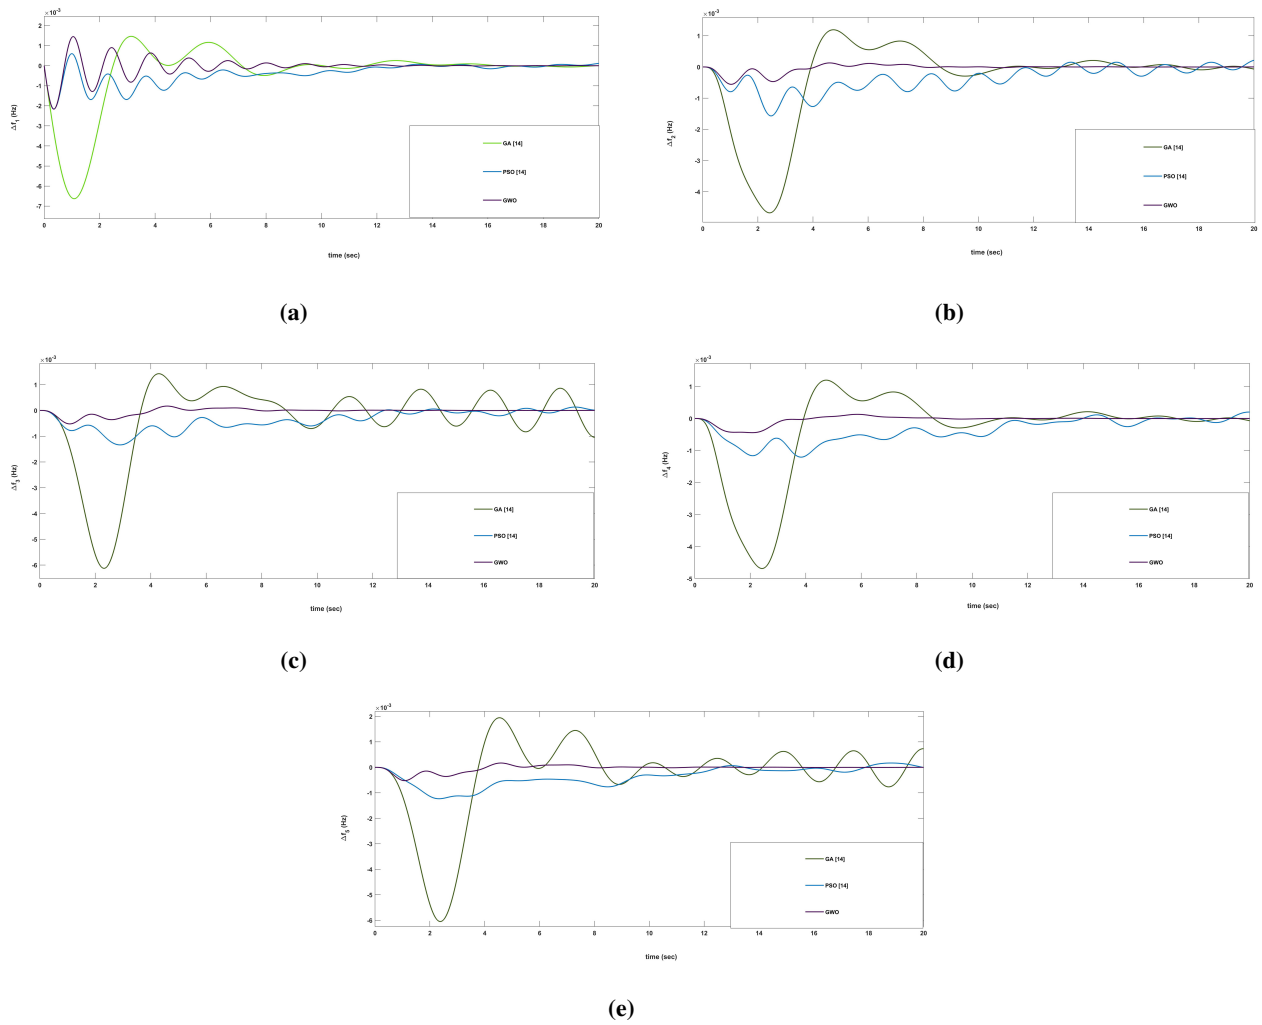 ×10⁻³
2
1
0
-1
-2
-3
-4
-5
-6
-7
Δf₁ (Hz)
GA [14]
PSO [14]
GWO
0 2 4 6 8 10 12 14 16 18 20
time (sec)
(a)
×10⁻³
1
0
-1
-2
-3
-4
Δf₂ (Hz)
GA [14]
PSO [14]
GWO
0 2 4 6 8 10 12 14 16 18 20
time (sec)
(b)
×10⁻³
1
0
-1
-2
-3
-4
-5
-6
Δf₃ (Hz)
GA [14]
PSO [14]
GWO
0 2 4 6 8 10 12 14 16 18 20
time (sec)
(c)
×10⁻³
1
0
-1
-2
-3
-4
-5
Δf₄ (Hz)
GA [14]
PSO [14]
GWO
0 2 4 6 8 10 12 14 16 18 20
time (sec)
(d)
×10⁻³
2
1
0
-1
-2
-3
-4
-5
-6
Δf₅ (Hz)
GA [14]
PSO [14]
GWO
0 2 4 6 8 10 12 14 16 18 20
time (sec)
(e)